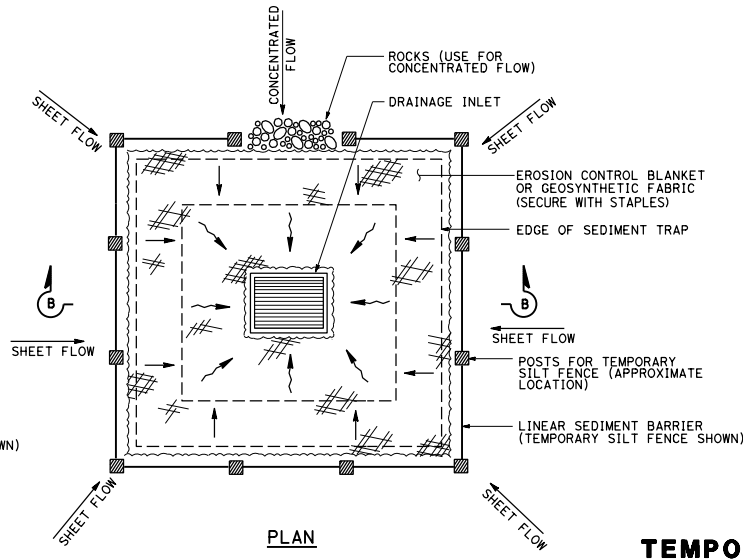 CONCENTRATED
FLOW
ROCKS (USE FOR
CONCENTRATED FLOW)
DRAINAGE INLET
SHEET FLOW
SHEET FLOW
EROSION CONTROL BLANKET
OR GEOSYNTHETIC FABRIC
(SECURE WITH STAPLES)
EDGE OF SEDIMENT TRAP
B
B
SHEET FLOW
SHEET FLOW
POSTS FOR TEMPORARY
SILT FENCE (APPROXIMATE
LOCATION)
LINEAR SEDIMENT BARRIER
(TEMPORARY SILT FENCE SHOWN)
WN)
SHEET FLOW
SHEET FLOW
PLAN
TEMPO